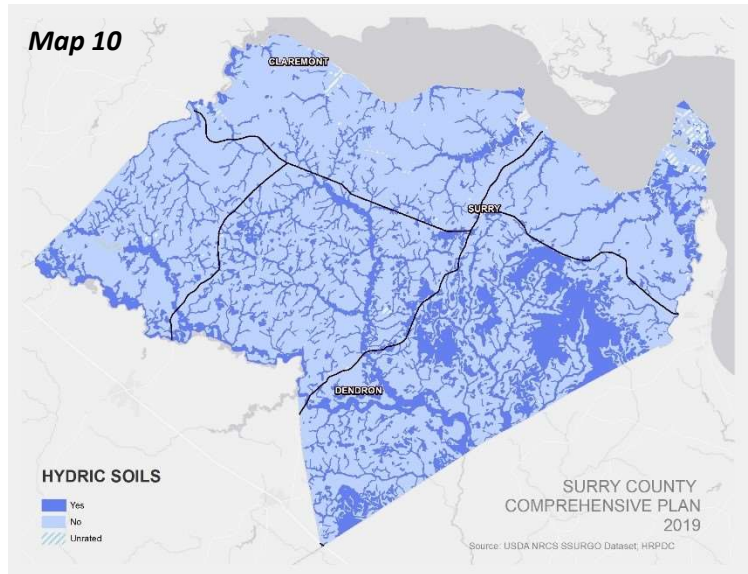 Map 10
CLAREMONT
SURRY
DENDRON
HYDRIC SOILS
Yes
No
Unrated
SURRY COUNTY
COMPREHENSIVE PLAN
2019
Source: USDA NRCS SSURGO Dataset; HRPDC